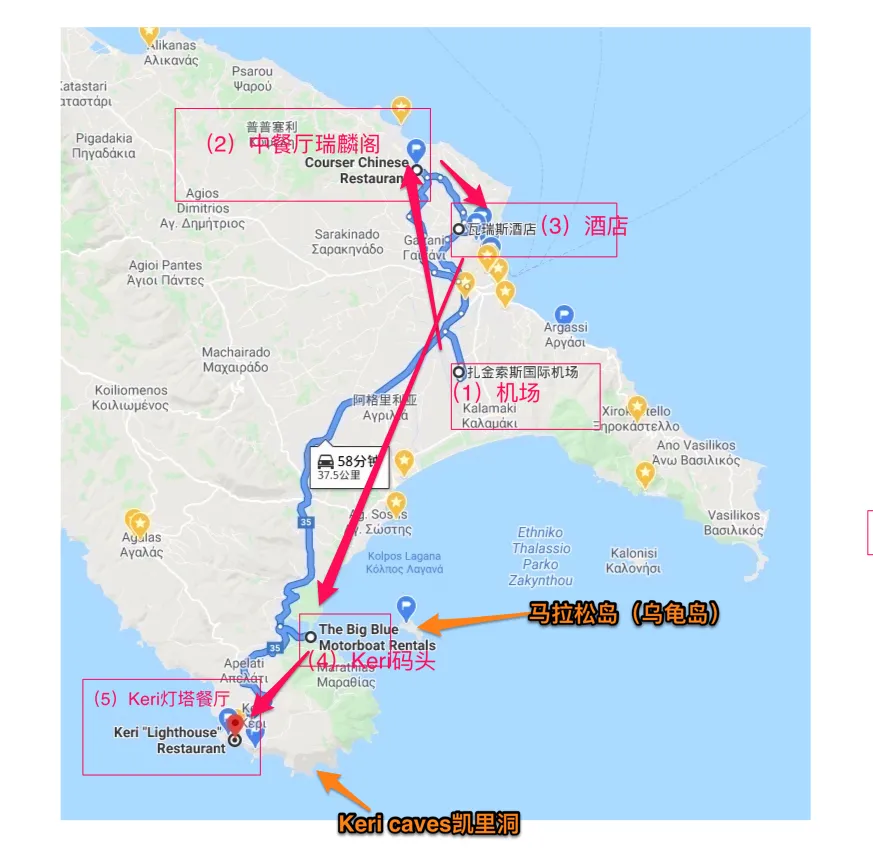 Alikanas
Αλικανάς
Psarou
Ψαρού
Katastari
αταστάρι
Pigadakia
Πηγαδάκια
普普塞利
（2）中餐厅瑞麟阁
Courser Chinese
Restaurant
Agios
Dimitrios
Αγ. Δημήτριος
Sarakinado
Σαρακηνάδο
Gaitani
Γαϊτάνι
瓦瑞斯酒店
（3）酒店
Agioi Pantes
Άγιοι Πάντες
Argassi
Αργάσι
Machairado
Μαχαιράδο
扎金索斯国际机场
（1）机场
Kalamaki
Καλαμάκι
Koiliomenos
Κοιλιωμένος
阿格里利亚
Αγριλιά
Xirokastello
Ξηροκάστελλο
Ano Vasilikos
Άνω Βασιλικός
58分钟
37.5公里
35
Ag. Sostis
Αγ. Σώστης
Vasilikos
Βασιλικός
Agalas
Αγαλάς
Ethniko
Thalassio
Parko
Zakynthou
Kolpos Lagana
Κόλπος Λαγανά
Kalonisi
Καλονήσι
马拉松岛（乌龟岛）
The Big Blue
Motorboat Rentals
35
（4）Keri码头
Apelati
Απελάτι
Marathias
Μαραθίας
（5）Keri灯塔餐厅
Κερί
Keri "Lighthouse"
Restaurant
Keri caves凯里洞